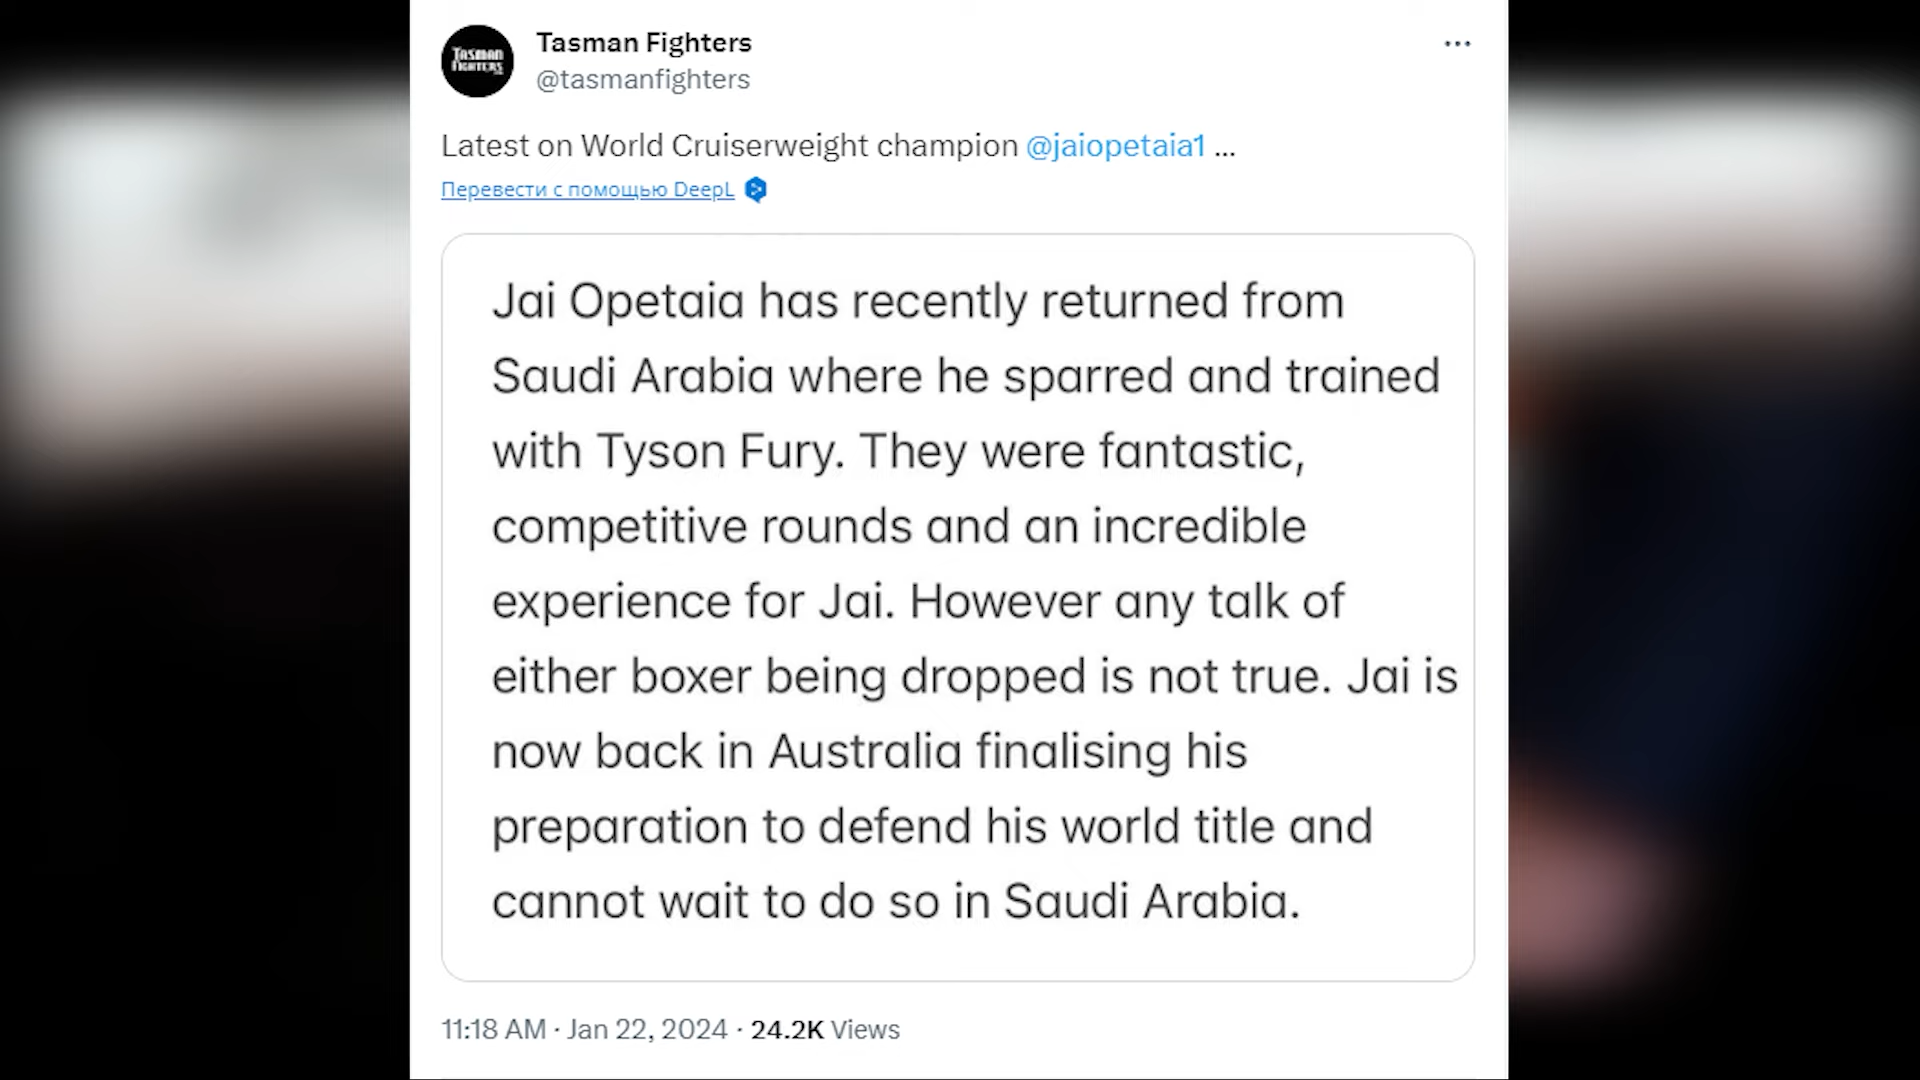 TASMAN
FIGHTERS
Tasman Fighters
@tasmanfighters
Latest on World Cruiserweight champion @jaiopetaia1 ...
Перевести с помощью DeepL
Jai Opetaia has recently returned from
Saudi Arabia where he sparred and trained
with Tyson Fury. They were fantastic,
competitive rounds and an incredible
experience for Jai. However any talk of
either boxer being dropped is not true. Jai is
now back in Australia finalising his
preparation to defend his world title and
cannot wait to do so in Saudi Arabia.
11:18 AM · Jan 22, 2024 · 24.2K Views